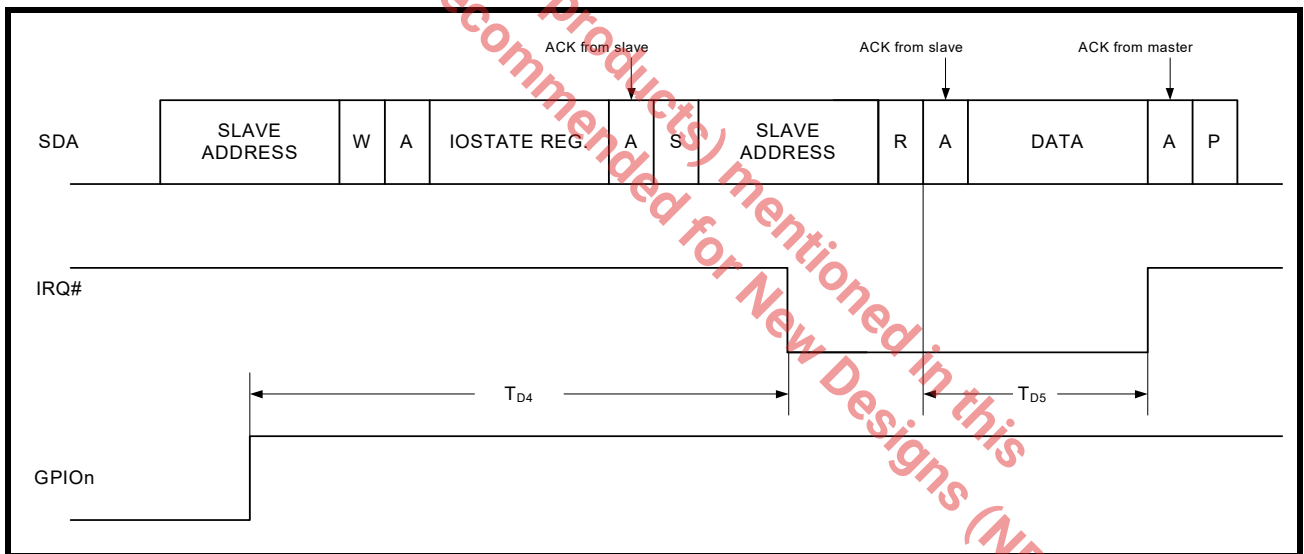 ACK from slave ACK from slave ACK from master
SDA SLAVE ADDRESS W A IOSTATE REG. A S SLAVE ADDRESS R A DATA A P
IRQ#
TD4 TD5
GPIOn
products) mentioned in this
ecommended for New Designs